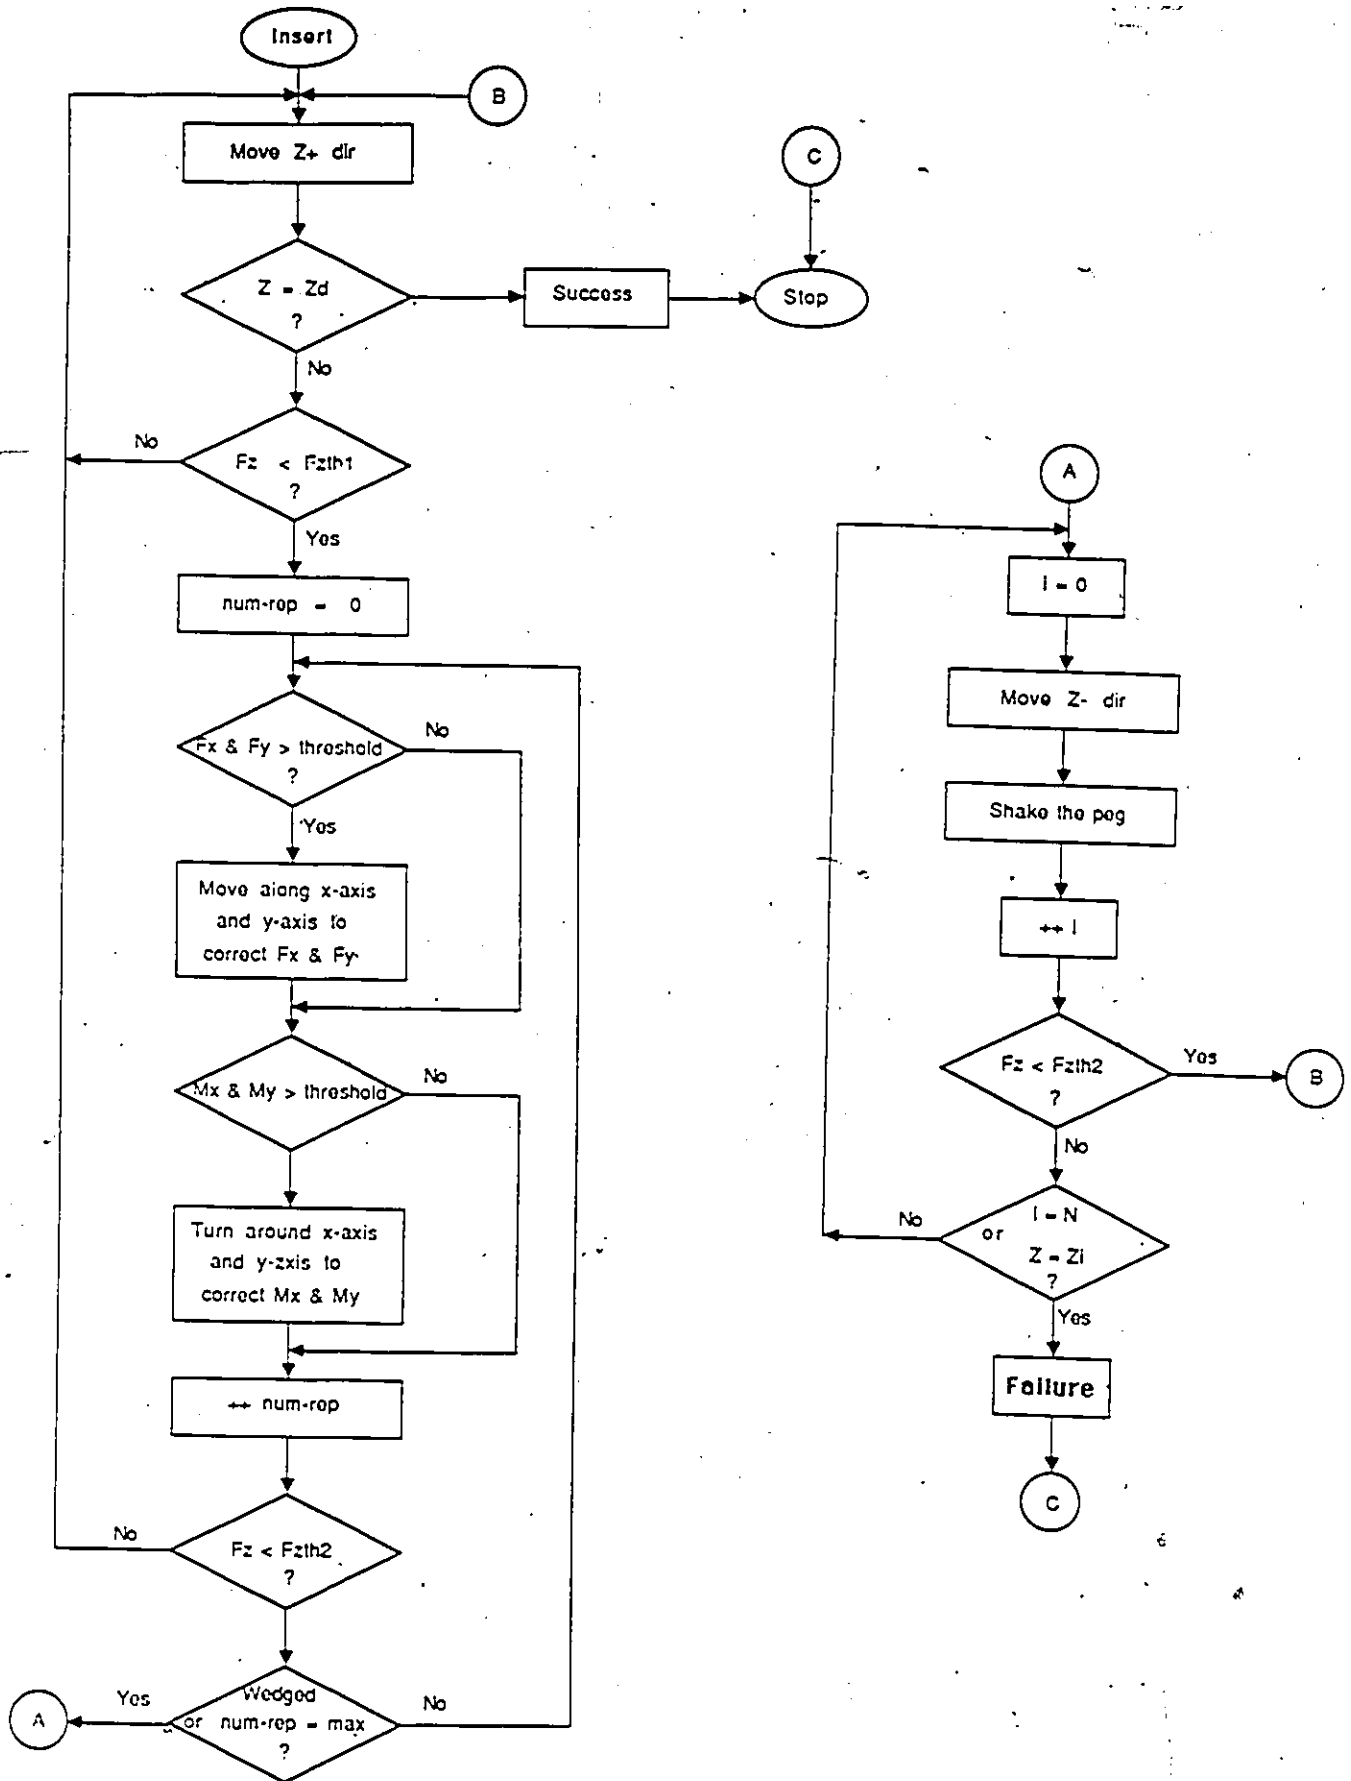 Insert
B
Move Z+ dir
C
Z = Zd
?
Success
Stop
No
No
Fz < Fzth1
?
Yes
num-rep = 0
Fx & Fy > threshold
?
No
Yes
Move along x-axis
and y-axis to
correct Fx & Fy
Mx & My > threshold
No
Turn around x-axis
and y-zxis to
correct Mx & My
++ num-rep
No
Fz < Fzth2
?
Yes
A
Wedged
or num-rep = max
?
No
A
I = 0
Move Z- dir
Shake the peg
++ I
Fz < Fzth2
?
Yes
B
No
No
I = N
or
Z = Zi
?
Yes
Failure
C